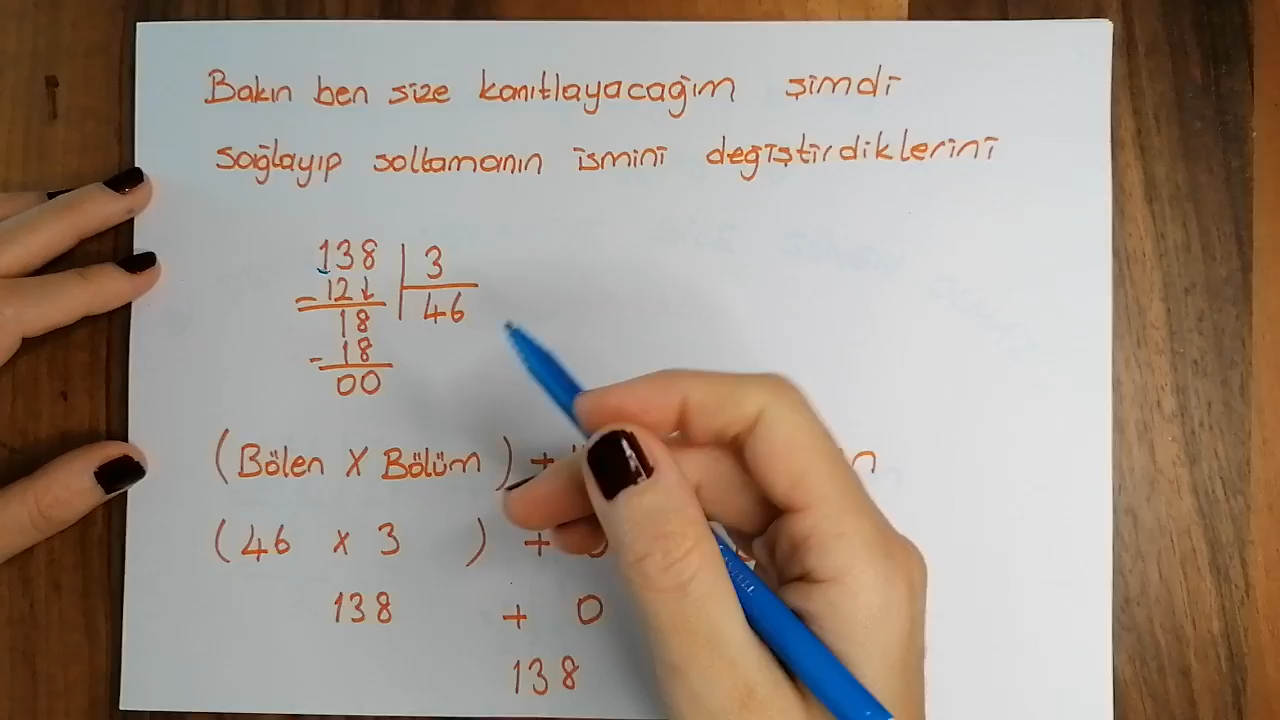 Bakın ben size kanıtlayacağım şimdi
sağlayıp saltamanın ismini değiştirdiklerini
138 3
- 12 ↓ 46
18
- 18
00
(Bölen X Bölüm) +
(46 x 3 ) +
138 + 0
138